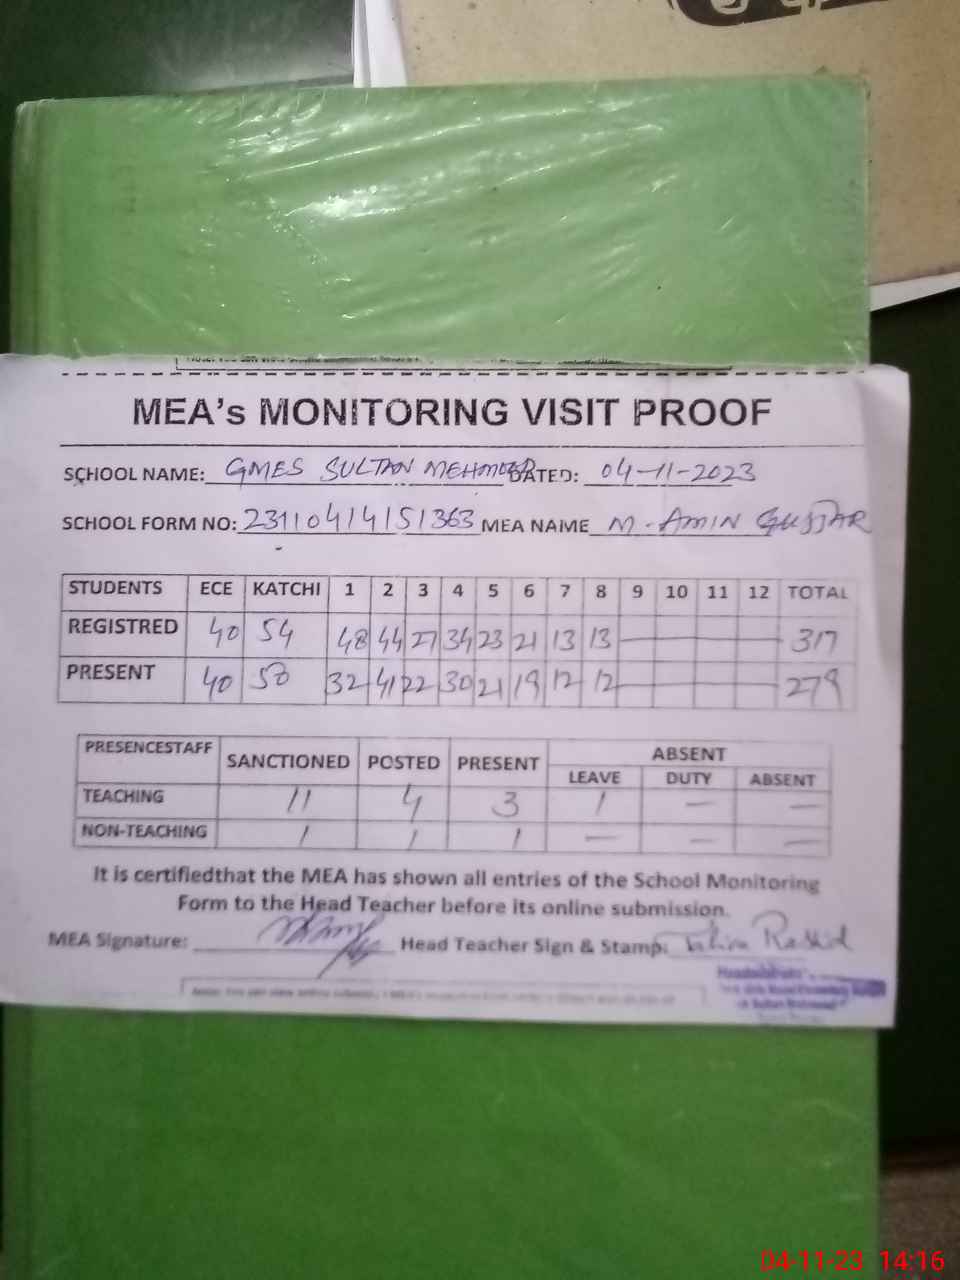 MEA's MONITORING VISIT PROOF
SCHOOL NAME: GMES SULTAN MEHMOOD DATED: 04-11-2023
SCHOOL FORM NO: 23110414151363 MEA NAME M. AMIN GUJJAR
STUDENTS ECE KATCHI 1 2 3 4 5 6 7 8 9 10 11 12 TOTAL
REGISTRED 40 54 48 44 27 34 23 21 13 13 317
PRESENT 40 50 32 41 22 30 21 19 12 12 279
PRESENCESTAFF SANCTIONED POSTED PRESENT ABSENT
LEAVE DUTY ABSENT
TEACHING 11 4 3 1 — —
NON-TEACHING 1 1 1 — — —
It is certifiedthat the MEA has shown all entries of the School Monitoring
Form to the Head Teacher before its online submission.
MEA Signature: Head Teacher Sign & Stamp: Tahira Rashid
04-11-23 14:16